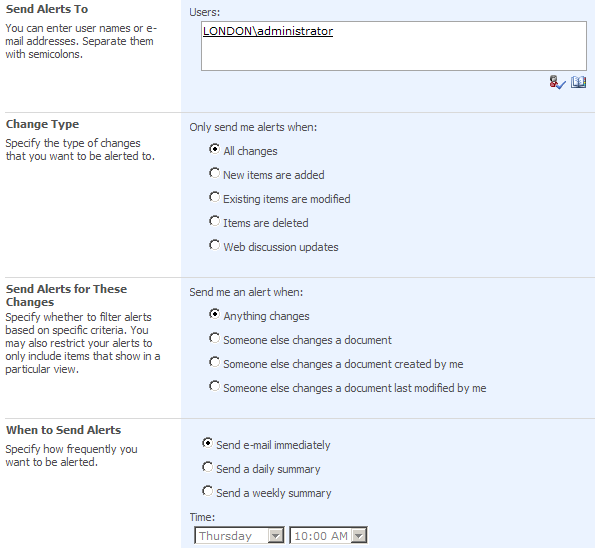 Send Alerts To
You can enter user names or e-
mail addresses. Separate them
with semicolons.
Users:
LONDON\administrator
Change Type
Specify the type of changes
that you want to be alerted to.
Only send me alerts when:
All changes
New items are added
Existing items are modified
Items are deleted
Web discussion updates
Send Alerts for These
Changes
Specify whether to filter alerts
based on specific criteria. You
may also restrict your alerts to
only include items that show in a
particular view.
Send me an alert when:
Anything changes
Someone else changes a document
Someone else changes a document created by me
Someone else changes a document last modified by me
When to Send Alerts
Specify how frequently you
want to be alerted.
Send e-mail immediately
Send a daily summary
Send a weekly summary
Time:
Thursday 10:00 AM